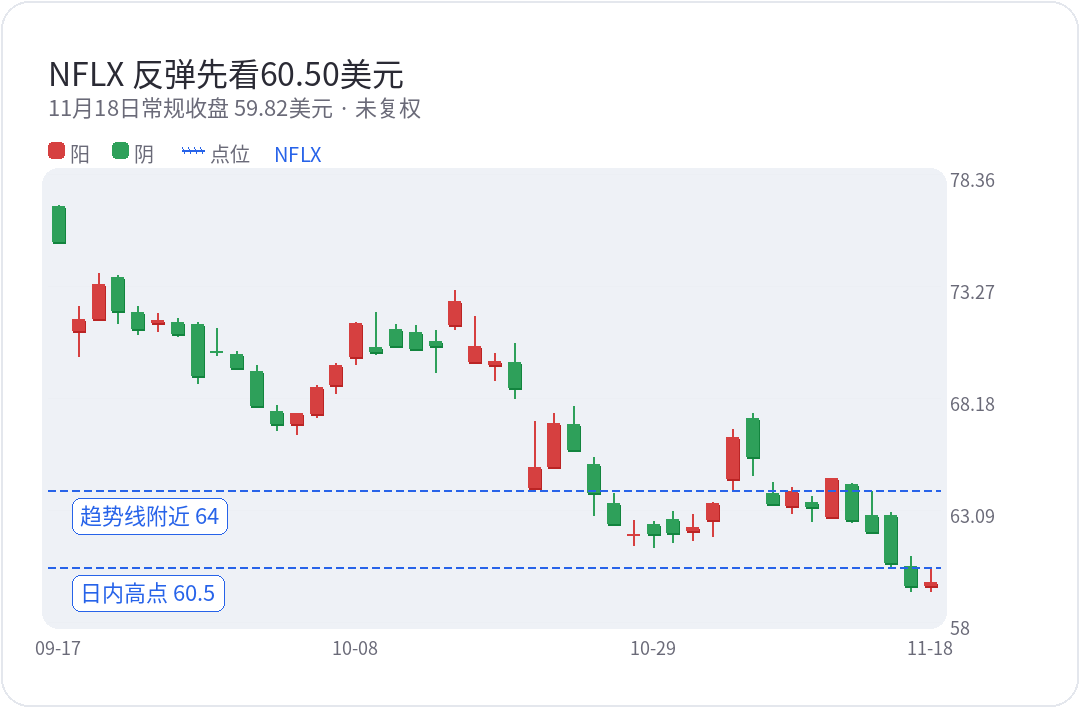 NFLX 反弹先看60.50美元
11月18日常规收盘 59.82美元 · 未复权
阳 阴 点位 NFLX
78.36
73.27
68.18
63.09
58
趋势线附近 64
日内高点 60.5
09-17 10-08 10-29 11-18